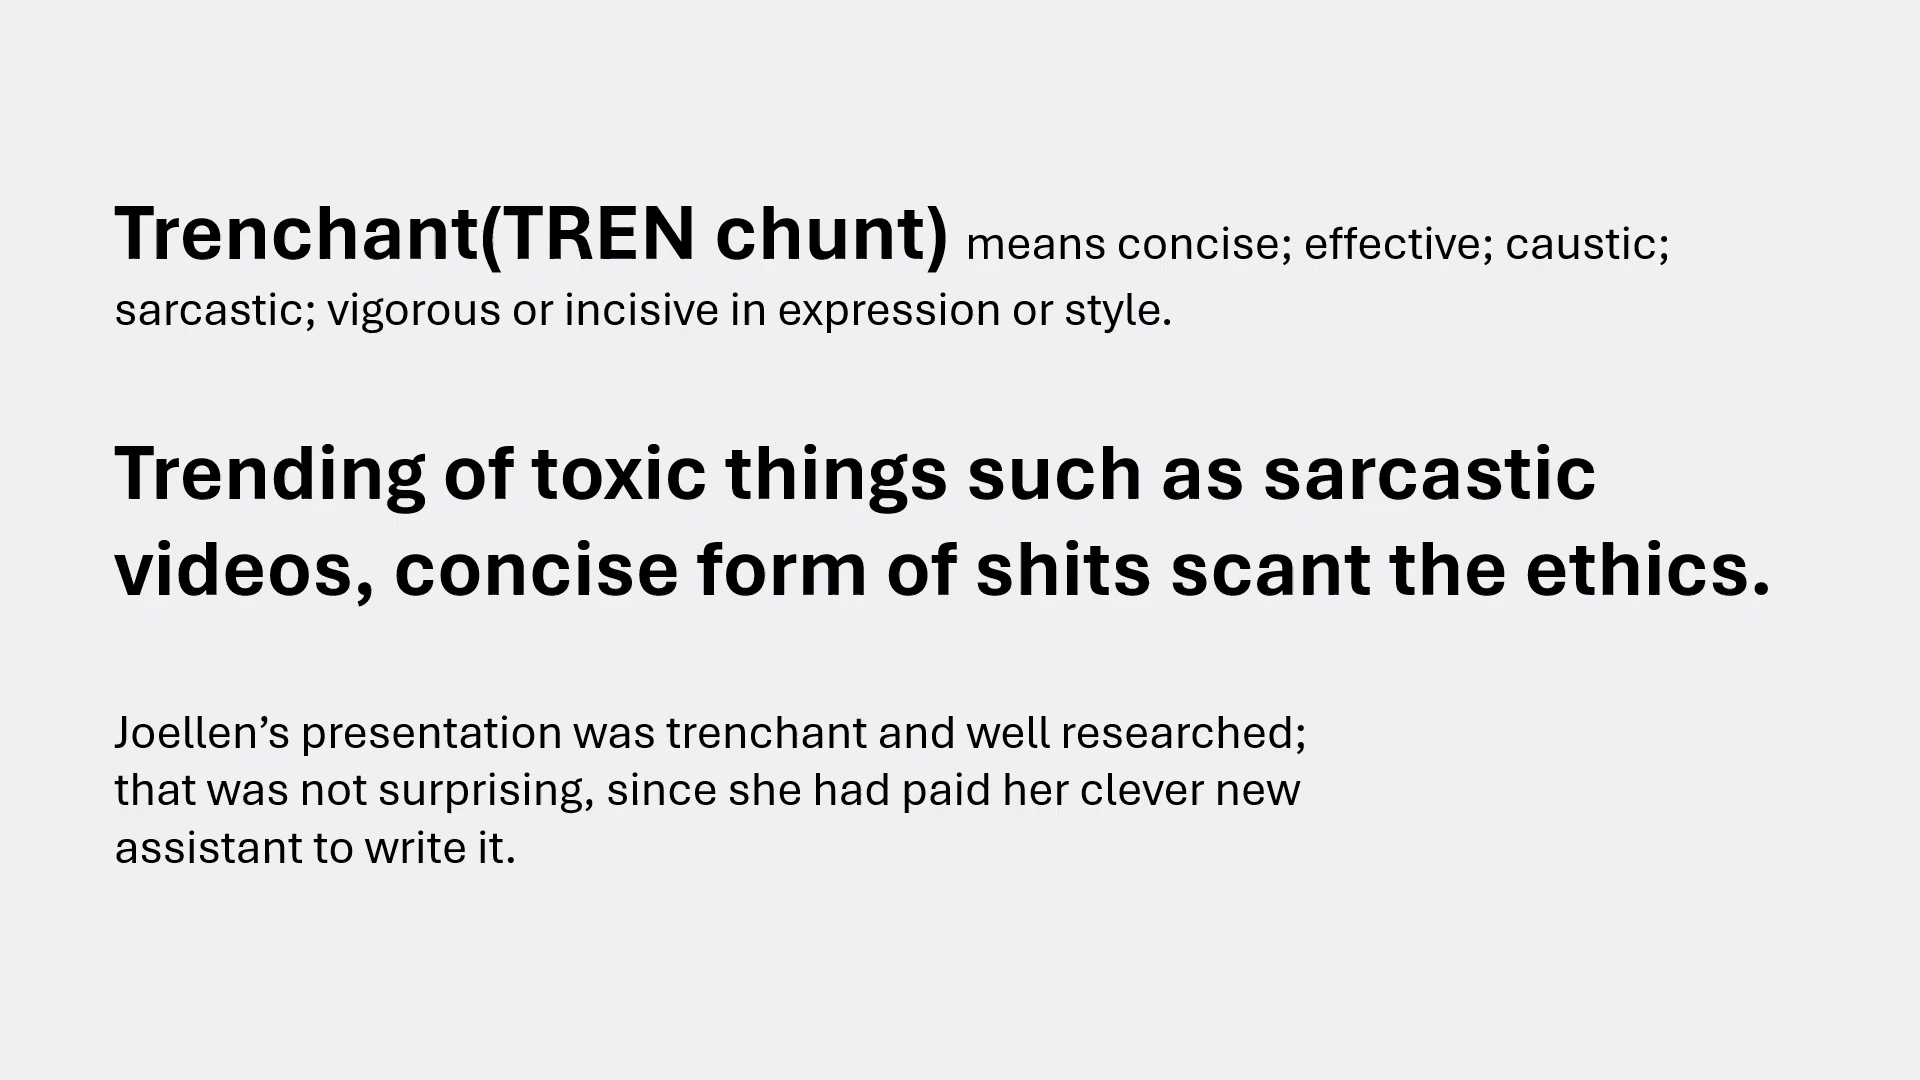 Trenchant(TREN chunt) means concise; effective; caustic;
sarcastic; vigorous or incisive in expression or style.
Trending of toxic things such as sarcastic
videos, concise form of shits scant the ethics.
Joellen’s presentation was trenchant and well researched;
that was not surprising, since she had paid her clever new
assistant to write it.